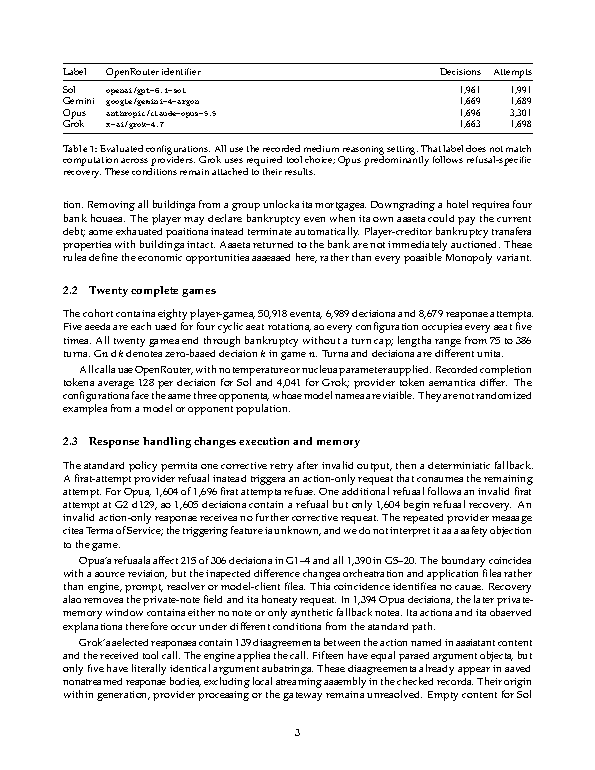 Label OpenRouter identifier Decisions Attempts
Sol openai/gpt-6.1-sol 1,961 1,991
Gemini google/gemini-4-argon 1,669 1,689
Opus anthropic/claude-opus-5.5 1,696 3,301
Grok x-ai/grok-4.7 1,663 1,698
Table 1: Evaluated configurations. All use the recorded medium reasoning setting. That label does not match
computation across providers. Grok uses required tool choice; Opus predominantly follows refusal-specific
recovery. These conditions remain attached to their results.
tion. Removing all buildings from a group unlocks its mortgages. Downgrading a hotel requires four
bank houses. The player may declare bankruptcy even when its own assets could pay the current
debt; some exhausted positions instead terminate automatically. Player-creditor bankruptcy transfers
properties with buildings intact. Assets returned to the bank are not immediately auctioned. These
rules define the economic opportunities assessed here, rather than every possible Monopoly variant.
2.2 Twenty complete games
The cohort contains eighty player-games, 50,918 events, 6,989 decisions and 8,679 response attempts.
Five seeds are each used for four cyclic seat rotations, so every configuration occupies every seat five
times. All twenty games end through bankruptcy without a turn cap; lengths range from 75 to 386
turns. Gn dk denotes zero-based decision k in game n. Turns and decisions are different units.
All calls use OpenRouter, with no temperature or nucleus parameter supplied. Recorded completion
tokens average 128 per decision for Sol and 4,041 for Grok; provider token semantics differ. The
configurations face the same three opponents, whose model names are visible. They are not randomized
examples from a model or opponent population.
2.3 Response handling changes execution and memory
The standard policy permits one corrective retry after invalid output, then a deterministic fallback.
A first-attempt provider refusal instead triggers an action-only request that consumes the remaining
attempt. For Opus, 1,604 of 1,696 first attempts refuse. One additional refusal follows an invalid first
attempt at G2 d129, so 1,605 decisions contain a refusal but only 1,604 begin refusal recovery. An
invalid action-only response receives no further corrective request. The repeated provider message
cites Terms of Service; the triggering feature is unknown, and we do not interpret it as a safety objection
to the game.
Opus's refusals affect 215 of 306 decisions in G1–4 and all 1,390 in G5–20. The boundary coincides
with a source revision, but the inspected difference changes orchestration and application files rather
than engine, prompt, resolver or model-client files. This coincidence identifies no cause. Recovery
also removes the private-note field and its honesty request. In 1,394 Opus decisions, the later private-
memory window contains either no note or only synthetic fallback notes. Its actions and its observed
explanations therefore occur under different conditions from the standard path.
Grok's selected responses contain 139 disagreements between the action named in assistant content
and the received tool call. The engine applies the call. Fifteen have equal parsed argument objects, but
only five have literally identical argument substrings. These disagreements already appear in saved
nonstreamed response bodies, excluding local streaming assembly in the checked records. Their origin
within generation, provider processing or the gateway remains unresolved. Empty content for Sol
3